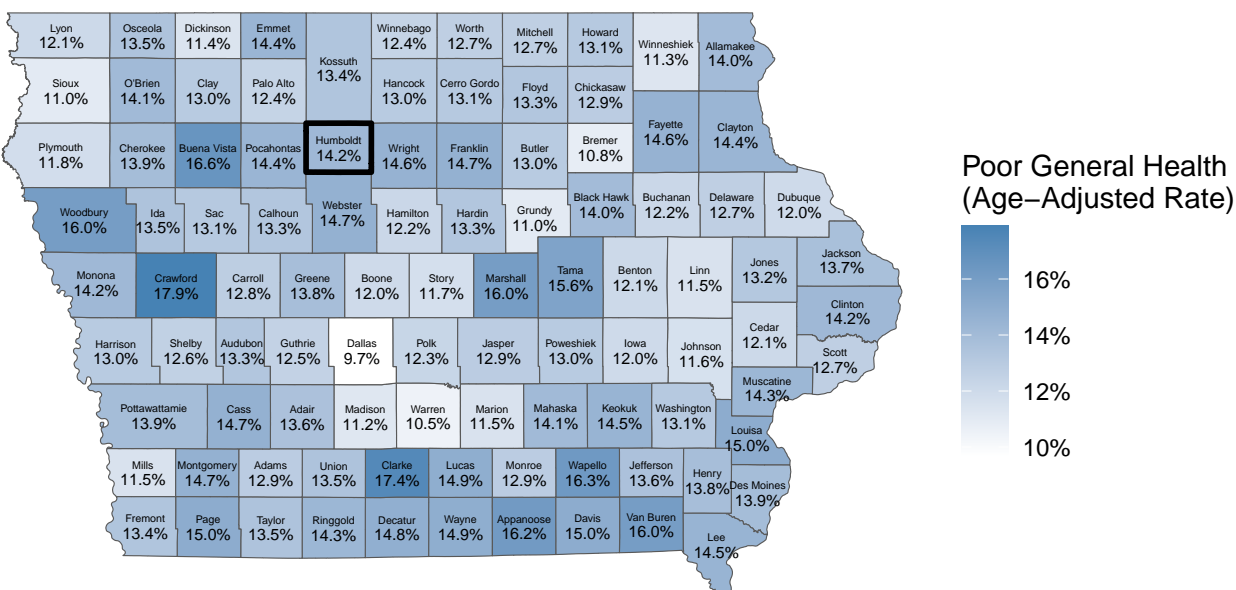 Lyon
12.1%
Osceola
13.5%
Dickinson
11.4%
Emmet
14.4%
Kossuth
13.4%
Winnebago
12.4%
Worth
12.7%
Mitchell
12.7%
Howard
13.1%
Winneshiek
11.3%
Allamakee
14.0%
Sioux
11.0%
O'Brien
14.1%
Clay
13.0%
Palo Alto
12.4%
Hancock
13.0%
Cerro Gordo
13.1%
Floyd
13.3%
Chickasaw
12.9%
Fayette
14.6%
Clayton
14.4%
Plymouth
11.8%
Cherokee
13.9%
Buena Vista
16.6%
Pocahontas
14.4%
Humboldt
14.2%
Wright
14.6%
Franklin
14.7%
Butler
13.0%
Bremer
10.8%
Woodbury
16.0%
Ida
13.5%
Sac
13.1%
Calhoun
13.3%
Webster
14.7%
Hamilton
12.2%
Hardin
13.3%
Grundy
11.0%
Black Hawk
14.0%
Buchanan
12.2%
Delaware
12.7%
Dubuque
12.0%
Monona
14.2%
Crawford
17.9%
Carroll
12.8%
Greene
13.8%
Boone
12.0%
Story
11.7%
Marshall
16.0%
Tama
15.6%
Benton
12.1%
Linn
11.5%
Jones
13.2%
Jackson
13.7%
Clinton
14.2%
Harrison
13.0%
Shelby
12.6%
Audubon
13.3%
Guthrie
12.5%
Dallas
9.7%
Polk
12.3%
Jasper
12.9%
Poweshiek
13.0%
Iowa
12.0%
Johnson
11.6%
Cedar
12.1%
Scott
12.7%
Muscatine
14.3%
Pottawattamie
13.9%
Cass
14.7%
Adair
13.6%
Madison
11.2%
Warren
10.5%
Marion
11.5%
Mahaska
14.1%
Keokuk
14.5%
Washington
13.1%
Louisa
15.0%
Mills
11.5%
Montgomery
14.7%
Adams
12.9%
Union
13.5%
Clarke
17.4%
Lucas
14.9%
Monroe
12.9%
Wapello
16.3%
Jefferson
13.6%
Henry
13.8%
Des Moines
13.9%
Fremont
13.4%
Page
15.0%
Taylor
13.5%
Ringgold
14.3%
Decatur
14.8%
Wayne
14.9%
Appanoose
16.2%
Davis
15.0%
Van Buren
16.0%
Lee
14.5%
Poor General Health
(Age−Adjusted Rate)
16%
14%
12%
10%